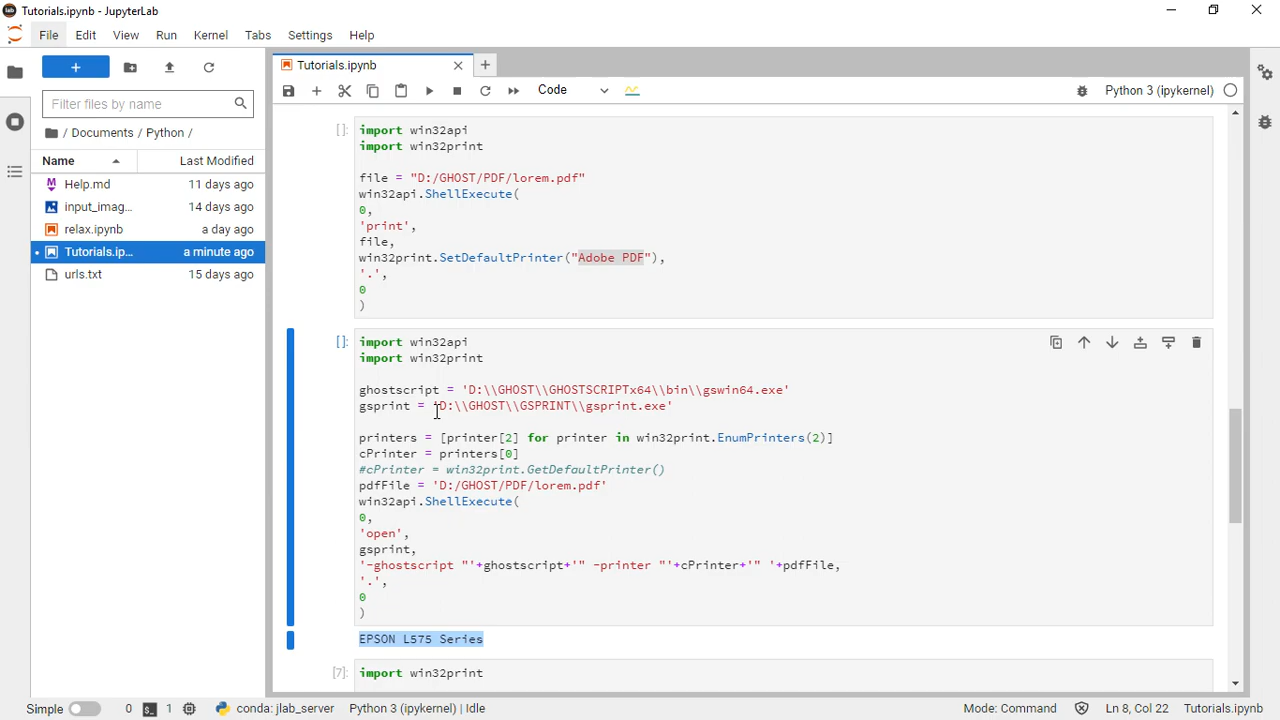 Tutorials.ipynb - JupyterLab
File Edit View Run Kernel Tabs Settings Help
+
Filter files by name
/ Documents / Python /
Name Last Modified
Help.md 11 days ago
input_imag... 14 days ago
relax.ipynb a day ago
Tutorials.ip... a minute ago
urls.txt 15 days ago
Tutorials.ipynb
Code
Python 3 (ipykernel)
[]:
import win32api
import win32print
file = "D:/GHOST/PDF/lorem.pdf"
win32api.ShellExecute(
0,
'print',
file,
win32print.SetDefaultPrinter("Adobe PDF"),
'.',
0
)
[]:
import win32api
import win32print
ghostscript = 'D:\\GHOST\\GHOSTSCRIPTx64\\bin\\gswin64.exe'
gsprint = 'D:\\GHOST\\GSPRINT\\gsprint.exe'
printers = [printer[2] for printer in win32print.EnumPrinters(2)]
cPrinter = printers[0]
#cPrinter = win32print.GetDefaultPrinter()
pdfFile = 'D:/GHOST/PDF/lorem.pdf'
win32api.ShellExecute(
0,
'open',
gsprint,
'-ghostscript "'+ghostscript+'" -printer "'+cPrinter+'" '+pdfFile,
'.',
0
)
EPSON L575 Series
[7]:
import win32print
Simple 0 1 conda: jlab_server Python 3 (ipykernel) | Idle Mode: Command Ln 8, Col 22 Tutorials.ipynb